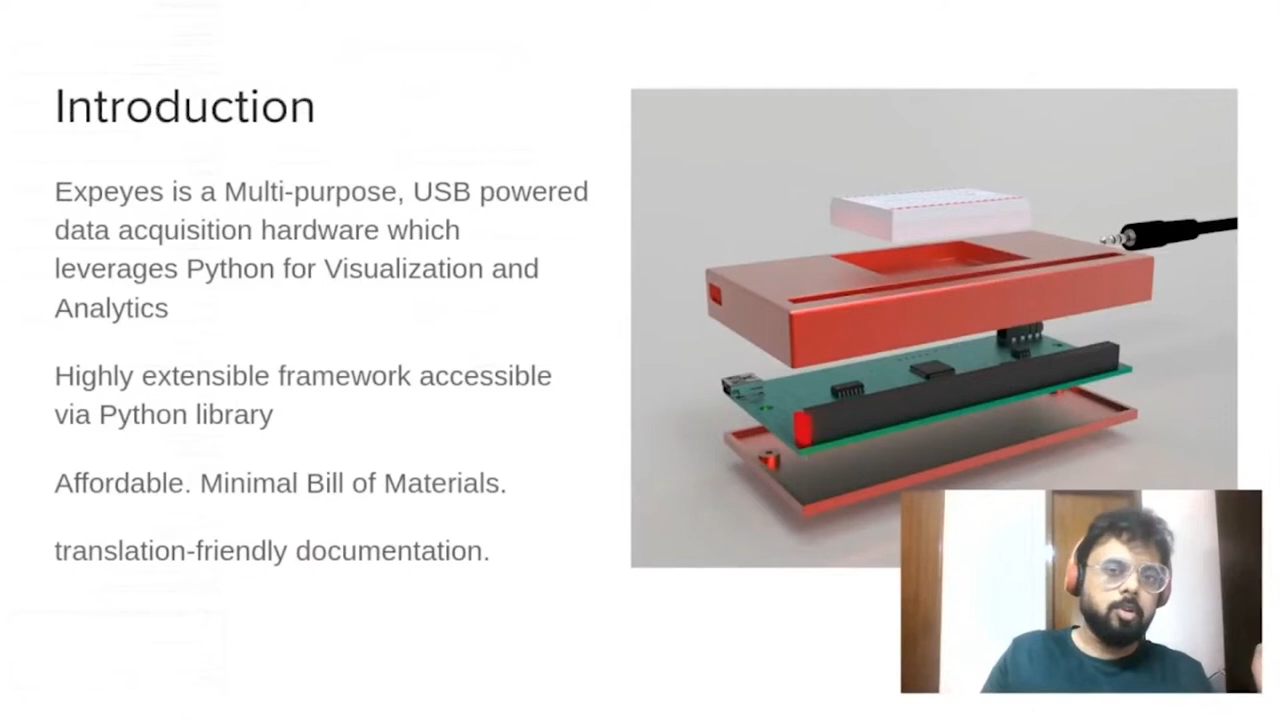 Introduction
Expeyes is a Multi-purpose, USB powered
data acquisition hardware which
leverages Python for Visualization and
Analytics
Highly extensible framework accessible
via Python library
Affordable. Minimal Bill of Materials.
translation-friendly documentation.